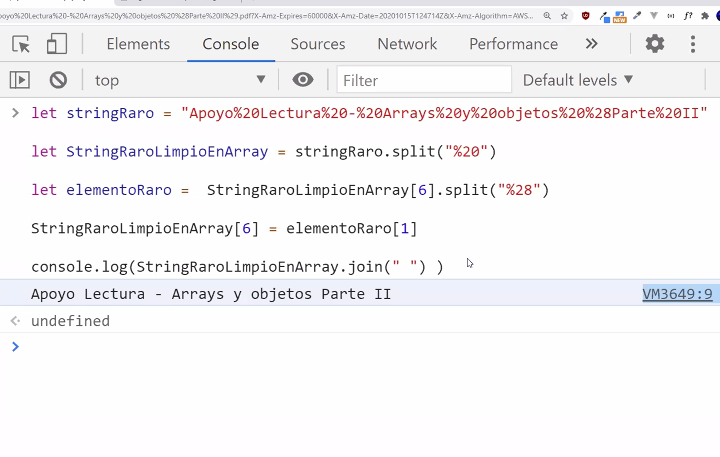 oyo%20Lectura%20-%20Arrays%20y%20objetos%20%28Parte%20II%29.pdf?X-Amz-Expires=60000&X-Amz-Date=20201015T124714Z&X-Amz-Algorithm=AWS...
NEW
f?
Elements Console Sources Network Performance »
top Filter Default levels ▼
> let stringRaro = "Apoyo%20Lectura%20-%20Arrays%20y%20objetos%20%28Parte%20II"
let StringRaroLimpioEnArray = stringRaro.split("%20")
let elementoRaro = StringRaroLimpioEnArray[6].split("%28")
StringRaroLimpioEnArray[6] = elementoRaro[1]
console.log(StringRaroLimpioEnArray.join(" ") )
Apoyo Lectura - Arrays y objetos Parte II VM3649:9
undefined
>